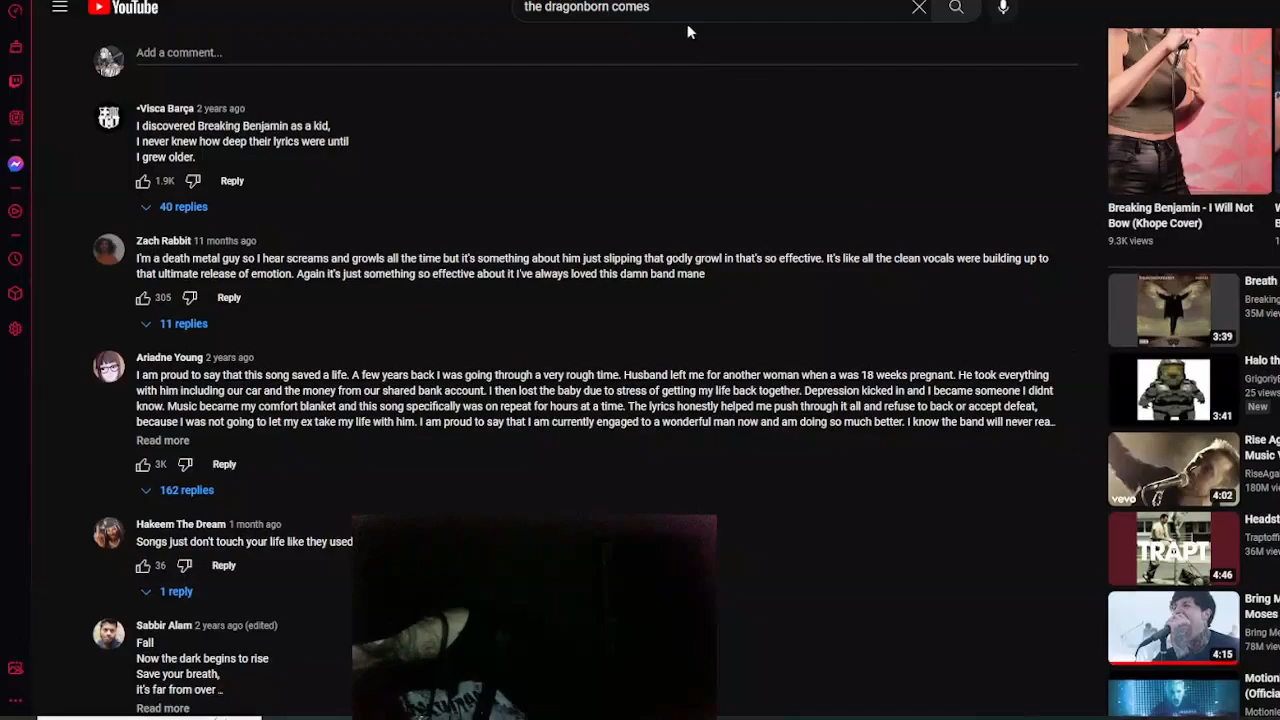 YouTube
the dragonborn comes
Add a comment...
•Visca Barça 2 years ago
I discovered Breaking Benjamin as a kid,
I never knew how deep their lyrics were until
I grew older.
1.9K Reply
40 replies
Zach Rabbit 11 months ago
I'm a death metal guy so I hear screams and growls all the time but it's something about him just slipping that godly growl in that's so effective. It's like all the clean vocals were building up to
that ultimate release of emotion. Again it's just something so effective about it I've always loved this damn band mane
305 Reply
11 replies
Ariadne Young 2 years ago
I am proud to say that this song saved a life. A few years back I was going through a very rough time. Husband left me for another woman when a was 18 weeks pregnant. He took everything
with him including our car and the money from our shared bank account. I then lost the baby due to stress of getting my life back together. Depression kicked in and I became someone I didnt
know. Music became my comfort blanket and this song specifically was on repeat for hours at a time. The lyrics honestly helped me push through it all and refuse to back or accept defeat,
because I was not going to let my ex take my life with him. I am proud to say that I am currently engaged to a wonderful man now and am doing so much better. I know the band will never rea...
Read more
3K Reply
162 replies
Hakeem The Dream 1 month ago
Songs just don't touch your life like they used
36 Reply
1 reply
Sabbir Alam 2 years ago (edited)
Fall
Now the dark begins to rise
Save your breath,
it's far from over ...
Read more
Breaking Benjamin - I Will Not
Bow (Khope Cover)
9.3K views
Breath
Breaking
35M
3:39
Halo
25 views
New
3:41
Rise
Music
180M
vevo
4:02
36M
TRAPT
4:46
Bring
Moses
Bring
78M
4:15